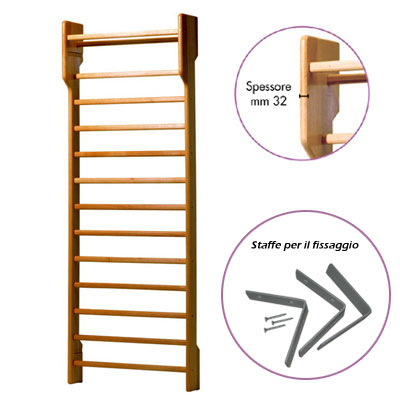 Spessore
mm 32
Staffe per il fissaggio